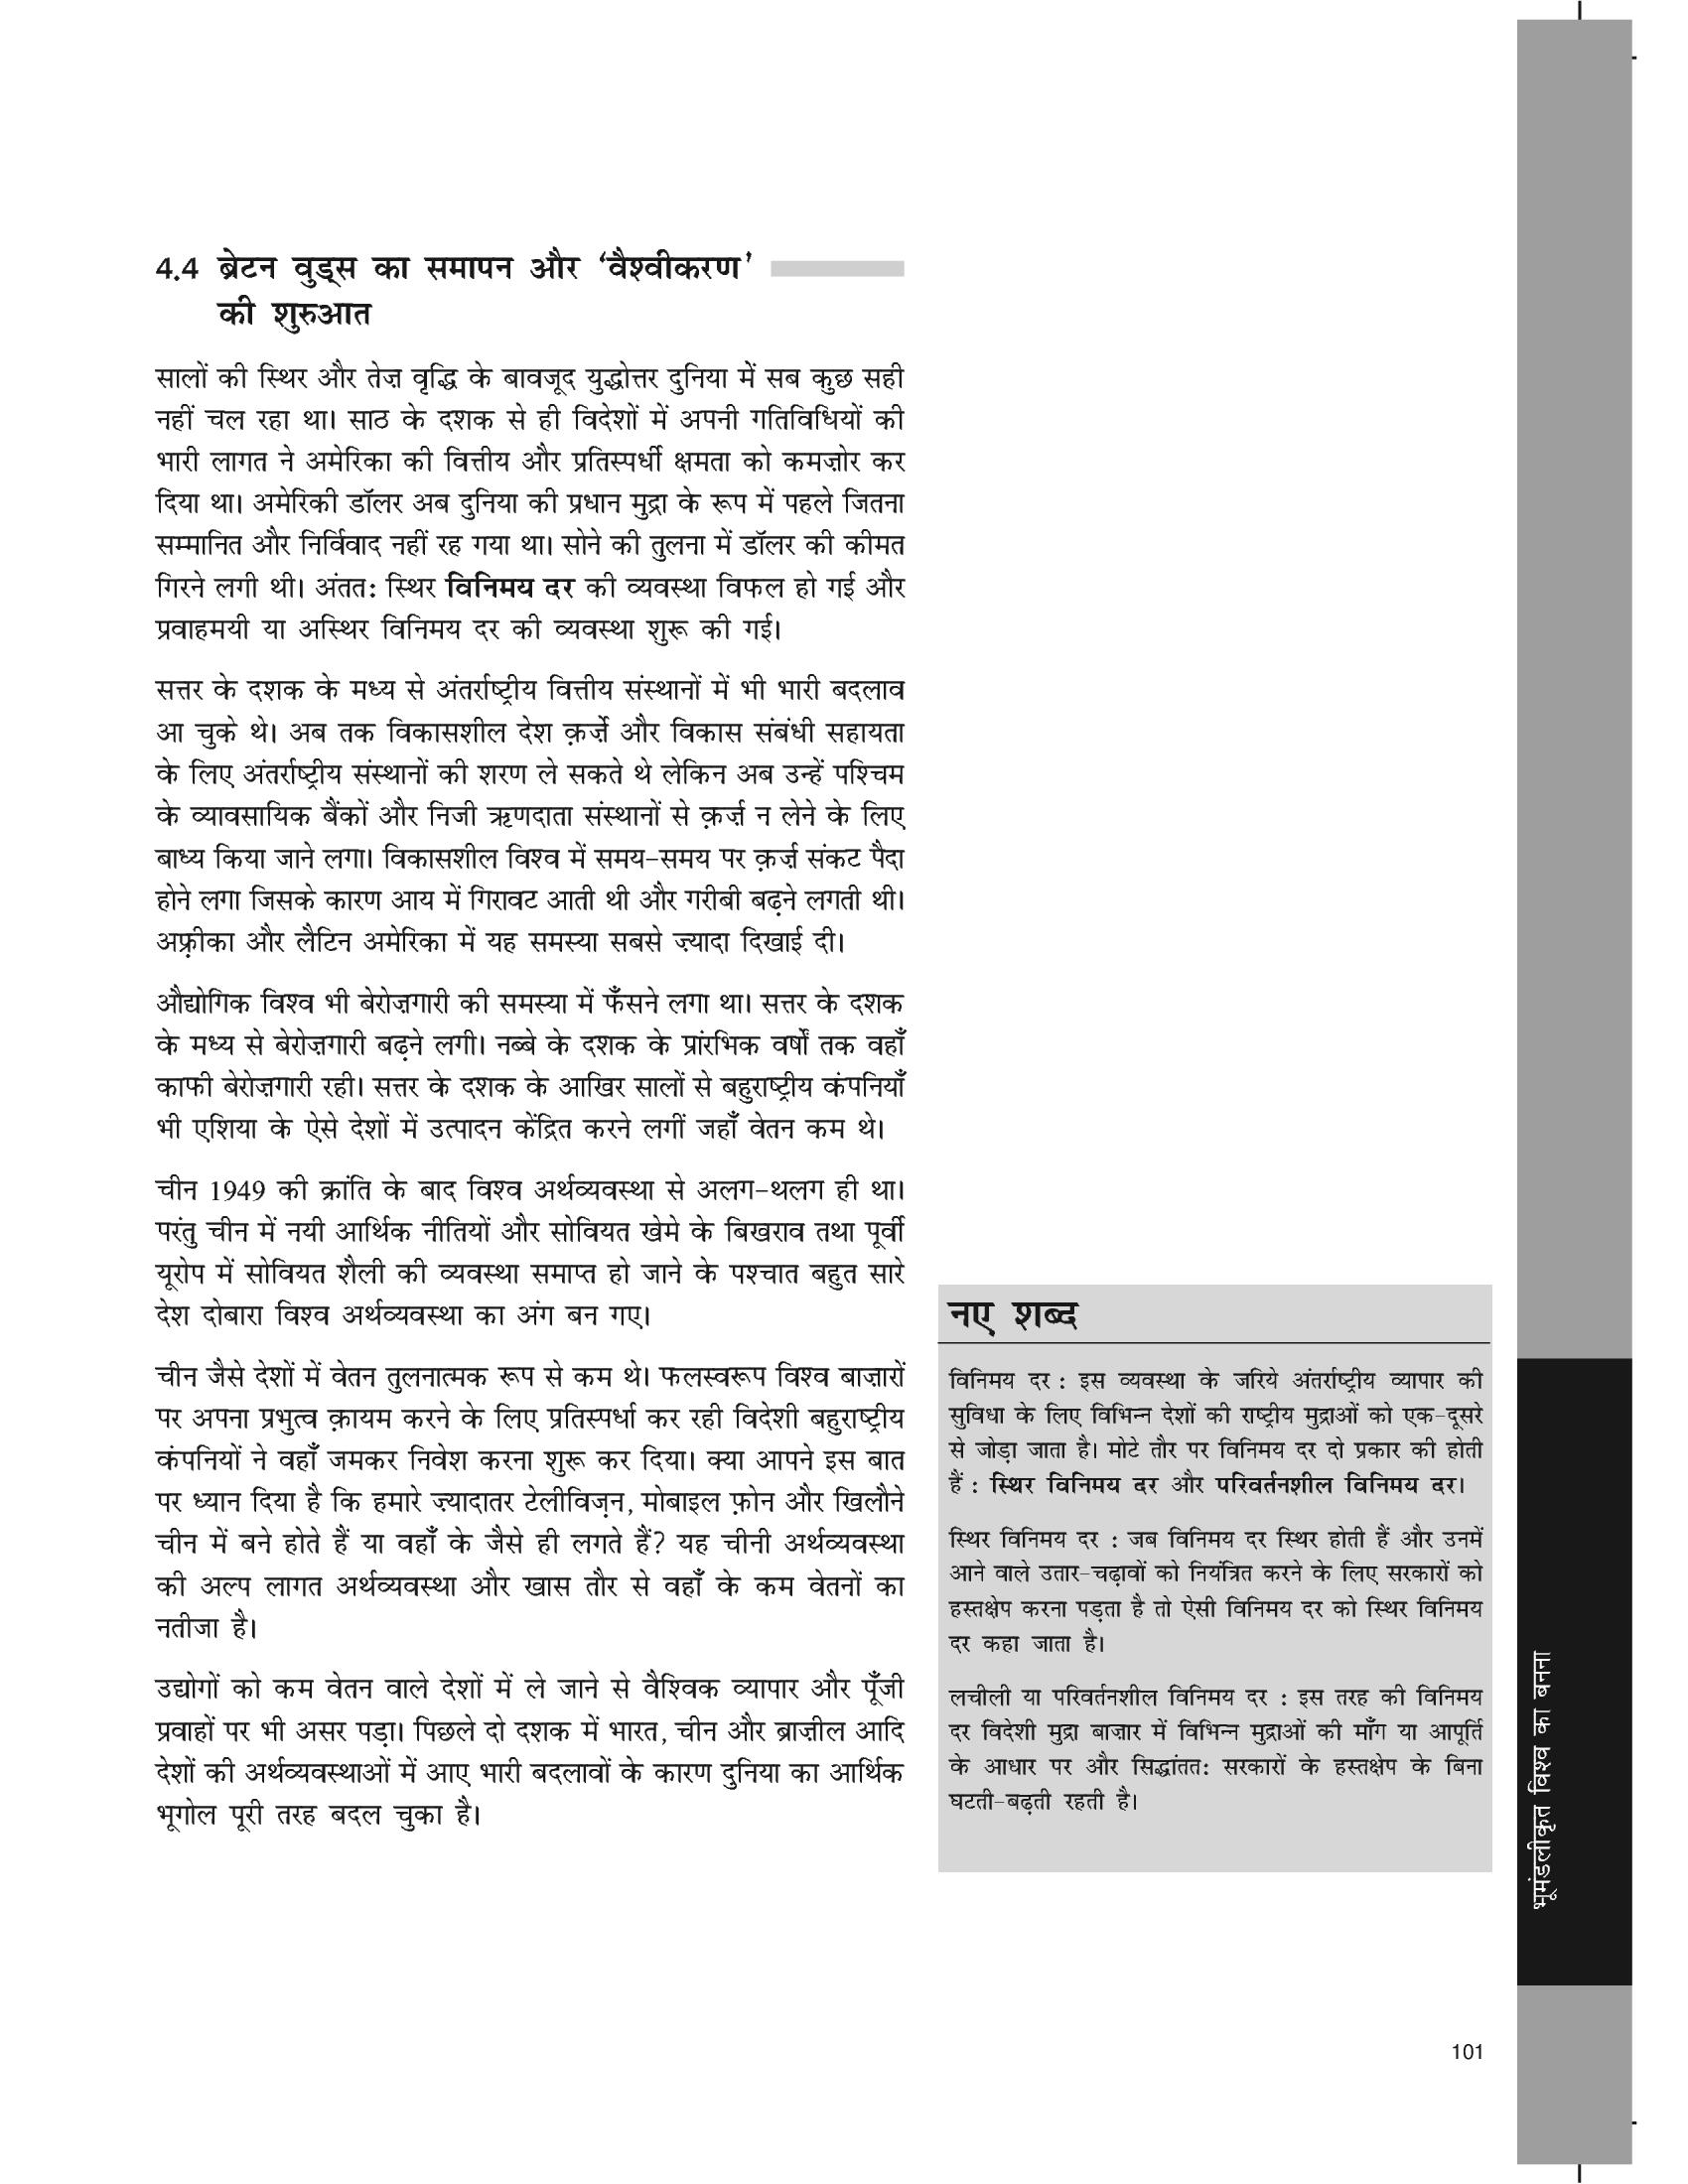 4.4 ब्रेटन वुड्स का समापन और ‘वैश्वीकरण’
की शुरुआत
सालों की स्थिर और तेज़ वृद्धि के बावजूद युद्धोत्तर दुनिया में सब कुछ सही
नहीं चल रहा था। साठ के दशक से ही विदेशों में अपनी गतिविधियों की
भारी लागत ने अमेरिका की वित्तीय और प्रतिस्पर्धी क्षमता को कमज़ोर कर
दिया था। अमेरिकी डॉलर अब दुनिया की प्रधान मुद्रा के रूप में पहले जितना
सम्मानित और निर्विवाद नहीं रह गया था। सोने की तुलना में डॉलर की कीमत
गिरने लगी थी। अंततः स्थिर विनिमय दर की व्यवस्था विफल हो गई और
प्रवाहमयी या अस्थिर विनिमय दर की व्यवस्था शुरू की गई।
सत्तर के दशक के मध्य से अंतर्राष्ट्रीय वित्तीय संस्थानों में भी भारी बदलाव
आ चुके थे। अब तक विकासशील देश क़र्ज़े और विकास संबंधी सहायता
के लिए अंतर्राष्ट्रीय संस्थानों की शरण ले सकते थे लेकिन अब उन्हें पश्चिम
के व्यावसायिक बैंकों और निजी ऋणदाता संस्थानों से क़र्ज़ न लेने के लिए
बाध्य किया जाने लगा। विकासशील विश्व में समय-समय पर क़र्ज़ संकट पैदा
होने लगा जिसके कारण आय में गिरावट आती थी और गरीबी बढ़ने लगती थी।
अफ़्रीका और लैटिन अमेरिका में यह समस्या सबसे ज़्यादा दिखाई दी।
औद्योगिक विश्व भी बेरोज़गारी की समस्या में फँसने लगा था। सत्तर के दशक
के मध्य से बेरोज़गारी बढ़ने लगी। नब्बे के दशक के प्रारंभिक वर्षों तक वहाँ
काफी बेरोज़गारी रही। सत्तर के दशक के आखिर सालों से बहुराष्ट्रीय कंपनियाँ
भी एशिया के ऐसे देशों में उत्पादन केंद्रित करने लगीं जहाँ वेतन कम थे।
चीन 1949 की क्रांति के बाद विश्व अर्थव्यवस्था से अलग-थलग ही था।
परंतु चीन में नयी आर्थिक नीतियों और सोवियत खेमे के बिखराव तथा पूर्वी
यूरोप में सोवियत शैली की व्यवस्था समाप्त हो जाने के पश्चात बहुत सारे
देश दोबारा विश्व अर्थव्यवस्था का अंग बन गए।
चीन जैसे देशों में वेतन तुलनात्मक रूप से कम थे। फलस्वरूप विश्व बाज़ारों
पर अपना प्रभुत्व क़ायम करने के लिए प्रतिस्पर्धा कर रही विदेशी बहुराष्ट्रीय
कंपनियों ने वहाँ जमकर निवेश करना शुरू कर दिया। क्या आपने इस बात
पर ध्यान दिया है कि हमारे ज़्यादातर टेलीविज़न, मोबाइल फ़ोन और खिलौने
चीन में बने होते हैं या वहाँ के जैसे ही लगते हैं? यह चीनी अर्थव्यवस्था
की अल्प लागत अर्थव्यवस्था और खास तौर से वहाँ के कम वेतनों का
नतीजा है।
उद्योगों को कम वेतन वाले देशों में ले जाने से वैश्विक व्यापार और पूँजी
प्रवाहों पर भी असर पड़ा। पिछले दो दशक में भारत, चीन और ब्राज़ील आदि
देशों की अर्थव्यवस्थाओं में आए भारी बदलावों के कारण दुनिया का आर्थिक
भूगोल पूरी तरह बदल चुका है।
नए शब्द
विनिमय दर : इस व्यवस्था के जरिये अंतर्राष्ट्रीय व्यापार की
सुविधा के लिए विभिन्न देशों की राष्ट्रीय मुद्राओं को एक-दूसरे
से जोड़ा जाता है। मोटे तौर पर विनिमय दर दो प्रकार की होती
हैं : स्थिर विनिमय दर और परिवर्तनशील विनिमय दर।
स्थिर विनिमय दर : जब विनिमय दर स्थिर होती हैं और उनमें
आने वाले उतार-चढ़ावों को नियंत्रित करने के लिए सरकारों को
हस्तक्षेप करना पड़ता है तो ऐसी विनिमय दर को स्थिर विनिमय
दर कहा जाता है।
लचीली या परिवर्तनशील विनिमय दर : इस तरह की विनिमय
दर विदेशी मुद्रा बाज़ार में विभिन्न मुद्राओं की माँग या आपूर्ति
के आधार पर और सिद्धांततः सरकारों के हस्तक्षेप के बिना
घटती-बढ़ती रहती है।
भूमंडलीकृत विश्व का बनना
101